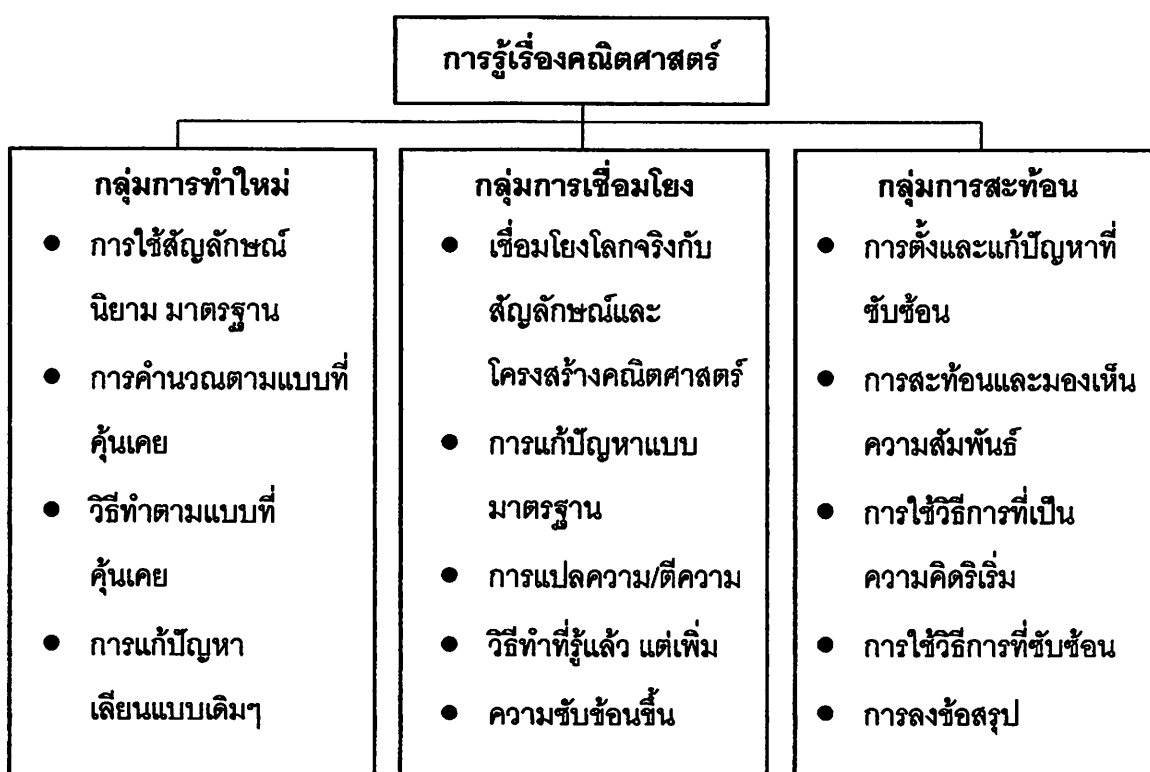 การรู้เรื่องคณิตศาสตร์
กลุ่มการทำใหม่
● การใช้สัญลักษณ์
นิยาม มาตรฐาน
● การคำนวณตามแบบที่
คุ้นเคย
● วิธีทำตามแบบที่
คุ้นเคย
● การแก้ปัญหา
เลียนแบบเดิมๆ
กลุ่มการเชื่อมโยง
● เชื่อมโยงโลกจริงกับ
สัญลักษณ์และ
โครงสร้างคณิตศาสตร์
● การแก้ปัญหาแบบ
มาตรฐาน
● การแปลความ/ตีความ
● วิธีทำที่รู้แล้ว แต่เพิ่ม
● ความซับซ้อนขึ้น
กลุ่มการสะท้อน
● การตั้งและแก้ปัญหาที่
ซับซ้อน
● การสะท้อนและมองเห็น
ความสัมพันธ์
● การใช้วิธีการที่เป็น
ความคิดริเริ่ม
● การใช้วิธีการที่ซับซ้อน
● การลงข้อสรุป